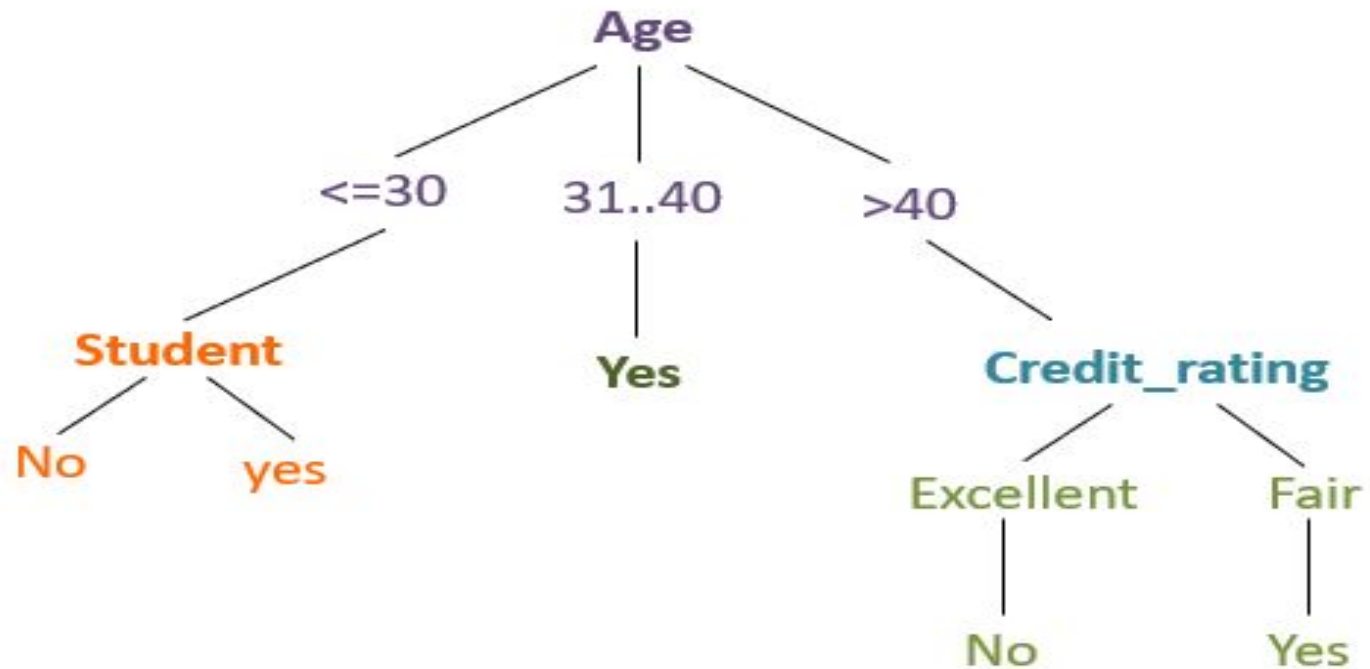 Age
<=30 31..40 >40
Student Yes Credit_rating
No yes Excellent Fair
No Yes